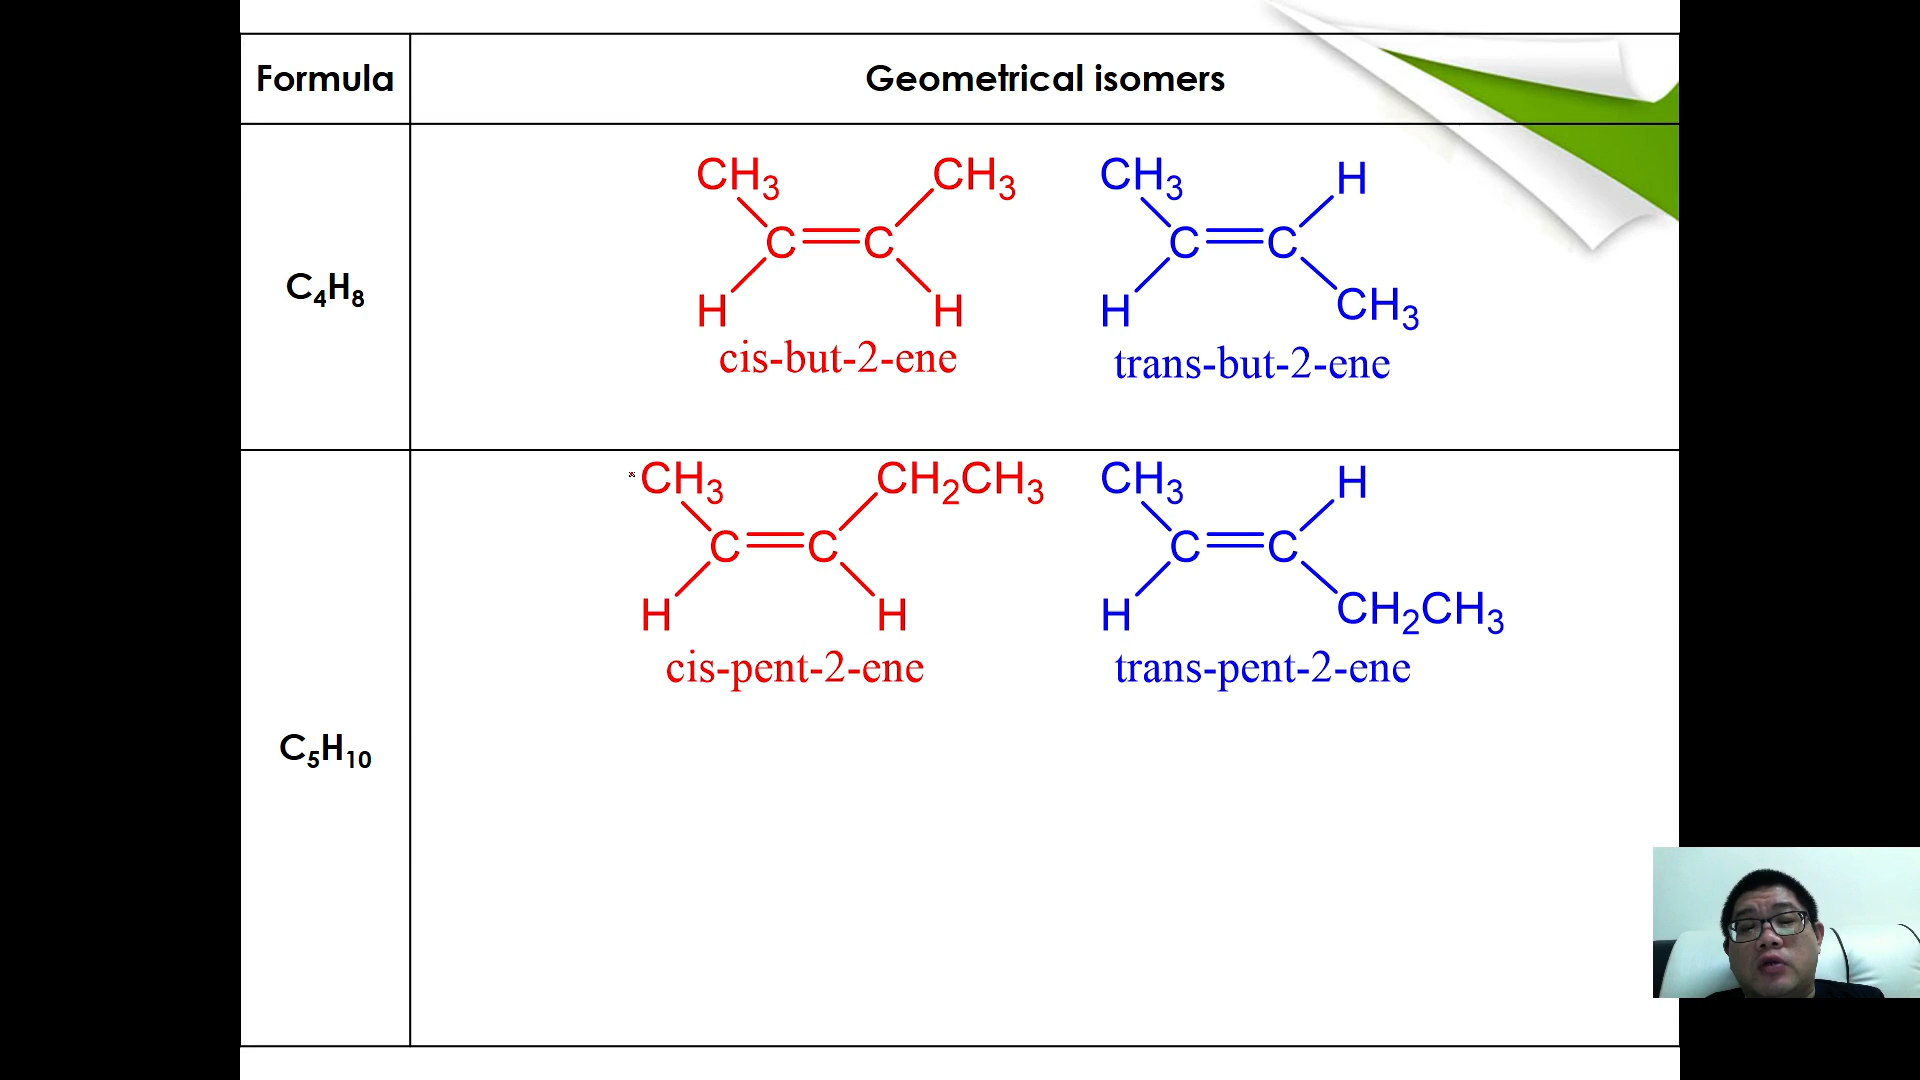 Formula Geometrical isomers
CH₃ CH₃ CH₃ H
C₄H₈ C C C C
H H H CH₃
cis-but-2-ene trans-but-2-ene
CH₃ CH₂CH₃ CH₃ H
C C C C
H H H CH₂CH₃
cis-pent-2-ene trans-pent-2-ene
C₅H₁₀